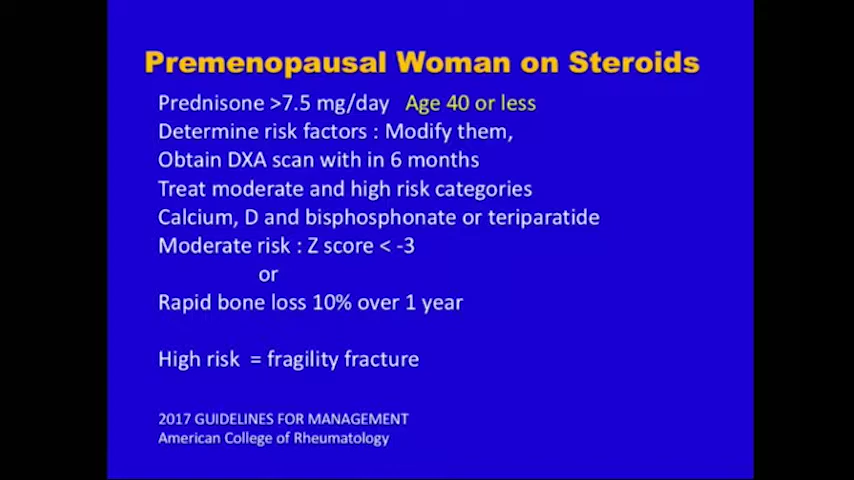 Premenopausal Woman on Steroids
Prednisone >7.5 mg/day Age 40 or less
Determine risk factors : Modify them,
Obtain DXA scan with in 6 months
Treat moderate and high risk categories
Calcium, D and bisphosphonate or teriparatide
Moderate risk : Z score < -3
or
Rapid bone loss 10% over 1 year
High risk = fragility fracture
2017 GUIDELINES FOR MANAGEMENT
American College of Rheumatology